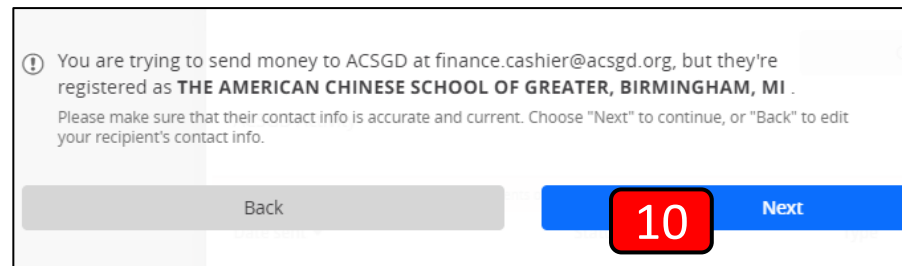 You are trying to send money to ACSGD at finance.cashier@acsgd.org, but they're
registered as THE AMERICAN CHINESE SCHOOL OF GREATER, BIRMINGHAM, MI .
Please make sure that their contact info is accurate and current. Choose "Next" to continue, or "Back" to edit
your recipient's contact info.
Back
10
Next